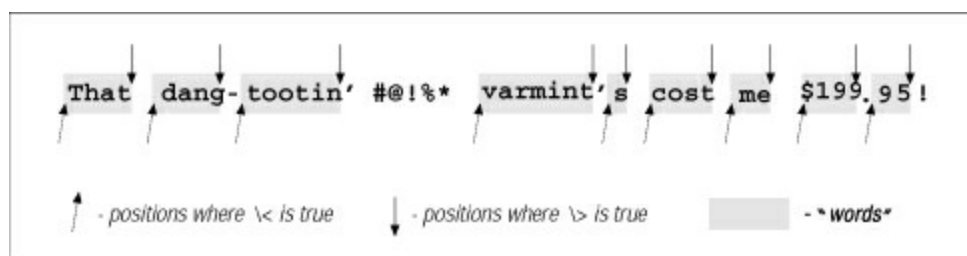 That dang-tootin’ #@!%* varmint’s cost me $199.95!
- positions where \< is true - positions where \> is true - “words”